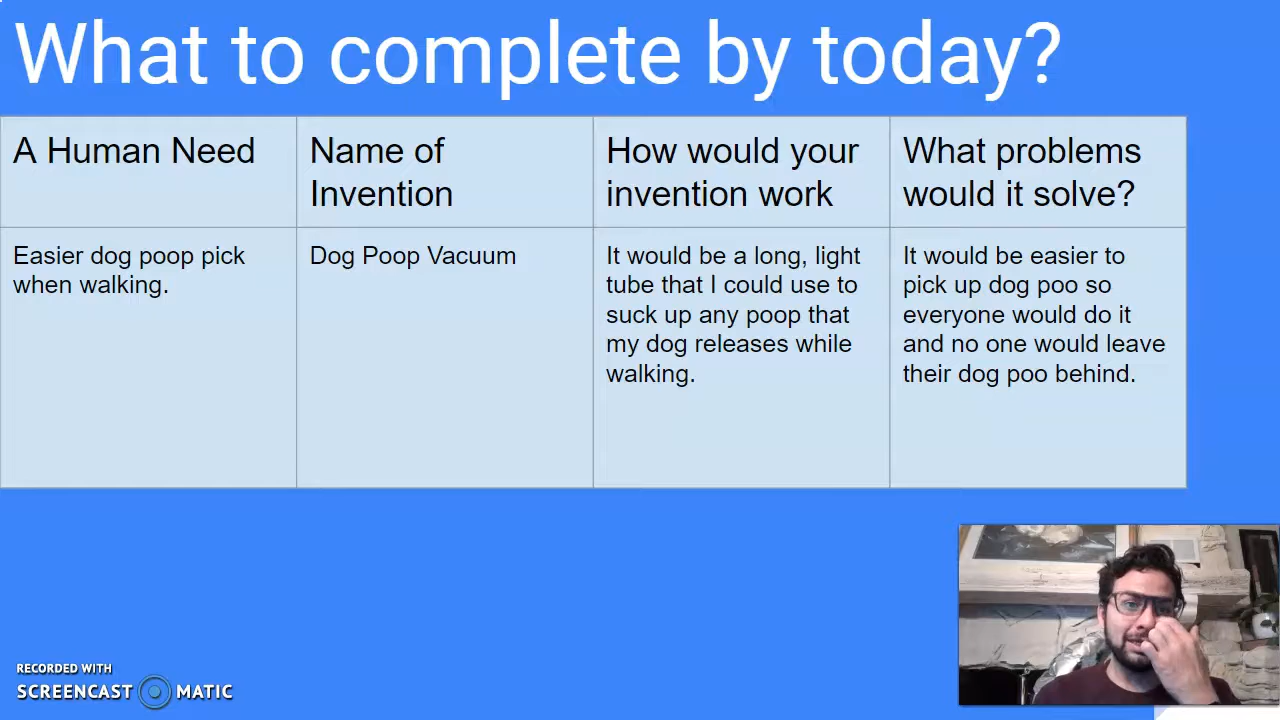 What to complete by today?
A Human Need
Name of
Invention
How would your
invention work
What problems
would it solve?
Easier dog poop pick
when walking.
Dog Poop Vacuum
It would be a long, light
tube that I could use to
suck up any poop that
my dog releases while
walking.
It would be easier to
pick up dog poo so
everyone would do it
and no one would leave
their dog poo behind.
RECORDED WITH
SCREENCAST MATIC